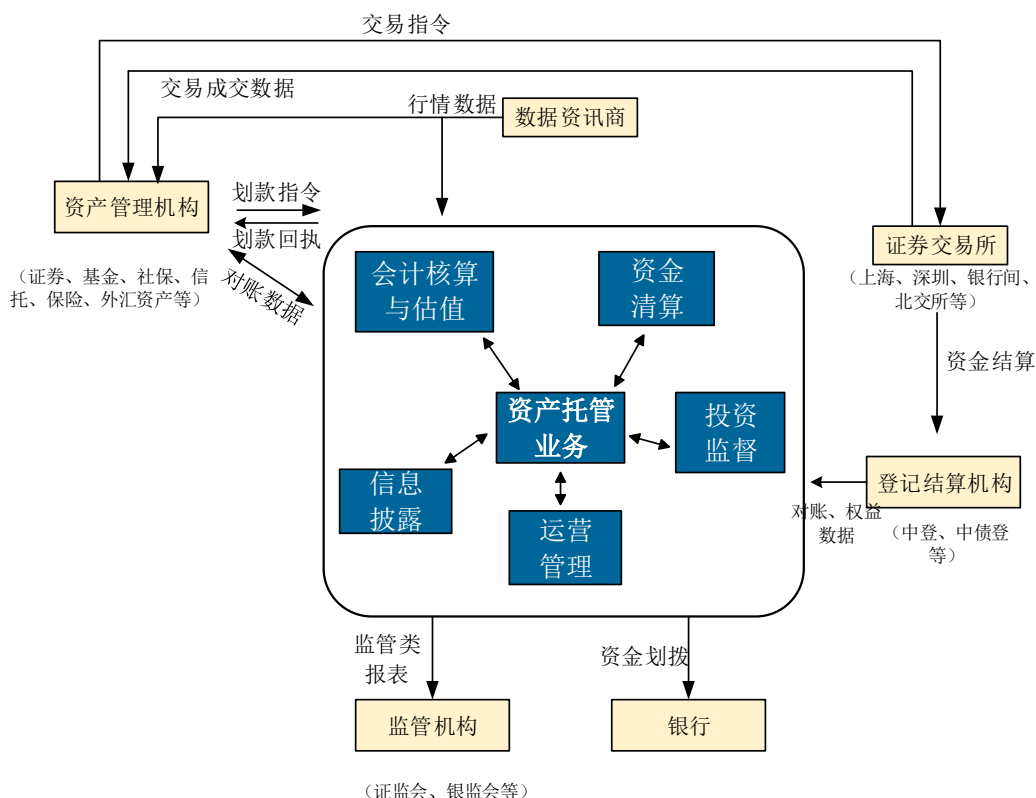 交易指令
交易成交数据
行情数据
数据资讯商
资产管理机构
（证券、基金、社保、信
托、保险、外汇资产等）
划款指令
划款回执
对账数据
证券交易所
（上海、深圳、银行间、
北交所等）
资金结算
登记结算机构
（中登、中债登
等）
对账、权益
数据
会计核算
与估值
资金
清算
资产托管
业务
投资
监督
信息
披露
运营
管理
监管类
报表
资金划拨
监管机构
（证监会、银监会等）
银行